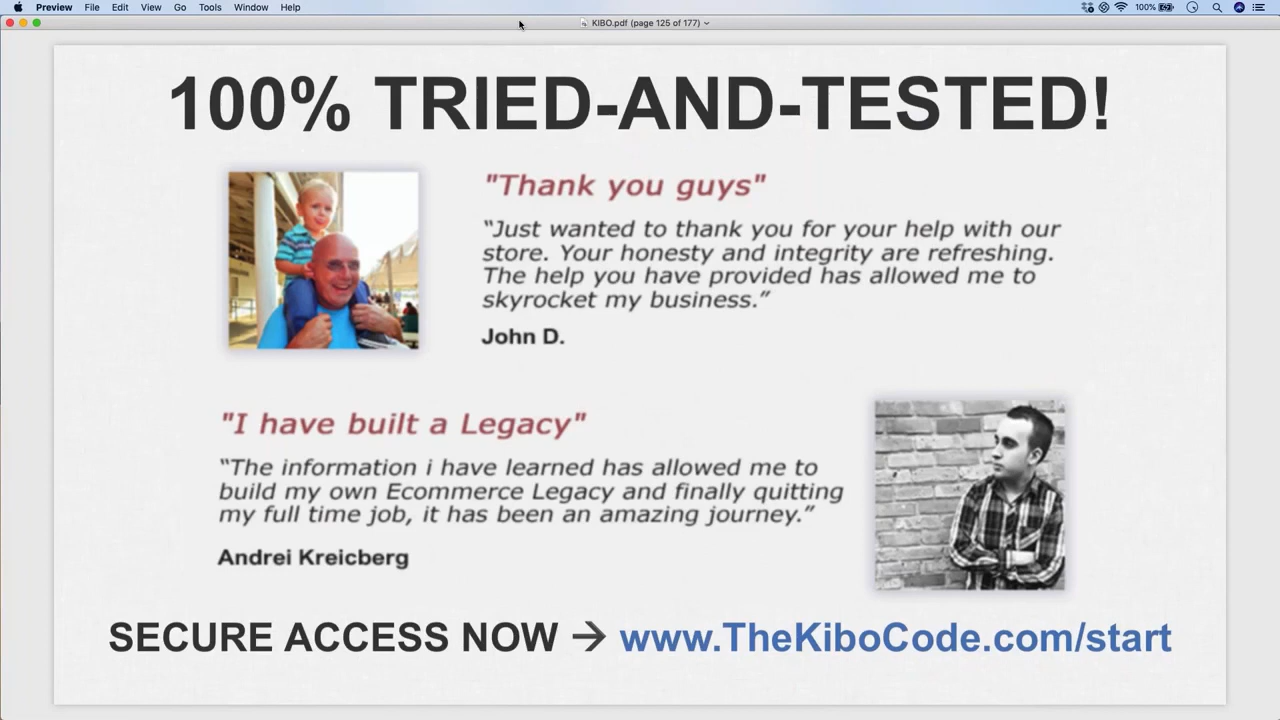 Preview File Edit View Go Tools Window Help 100%
KIBO.pdf (page 125 of 177)
100% TRIED-AND-TESTED!
"Thank you guys"
“Just wanted to thank you for your help with our
store. Your honesty and integrity are refreshing.
The help you have provided has allowed me to
skyrocket my business.”
John D.
"I have built a Legacy"
“The information i have learned has allowed me to
build my own Ecommerce Legacy and finally quitting
my full time job, it has been an amazing journey.”
Andrei Kreicberg
SECURE ACCESS NOW → www.TheKiboCode.com/start